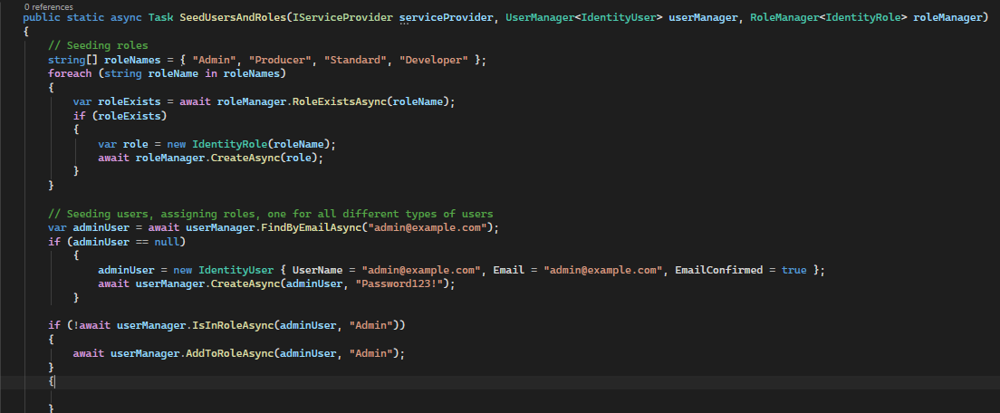 0 references
public static async Task SeedUsersAndRoles(IServiceProvider serviceProvider, UserManager<IdentityUser> userManager, RoleManager<IdentityRole> roleManager)
{
// Seeding roles
string[] roleNames = { "Admin", "Producer", "Standard", "Developer" };
foreach (string roleName in roleNames)
{
var roleExists = await roleManager.RoleExistsAsync(roleName);
if (roleExists)
{
var role = new IdentityRole(roleName);
await roleManager.CreateAsync(role);
}
}
// Seeding users, assigning roles, one for all different types of users
var adminUser = await userManager.FindByEmailAsync("admin@example.com");
if (adminUser == null)
{
adminUser = new IdentityUser { UserName = "admin@example.com", Email = "admin@example.com", EmailConfirmed = true };
await userManager.CreateAsync(adminUser, "Password123!");
}
if (!await userManager.IsInRoleAsync(adminUser, "Admin"))
{
await userManager.AddToRoleAsync(adminUser, "Admin");
}
{
}